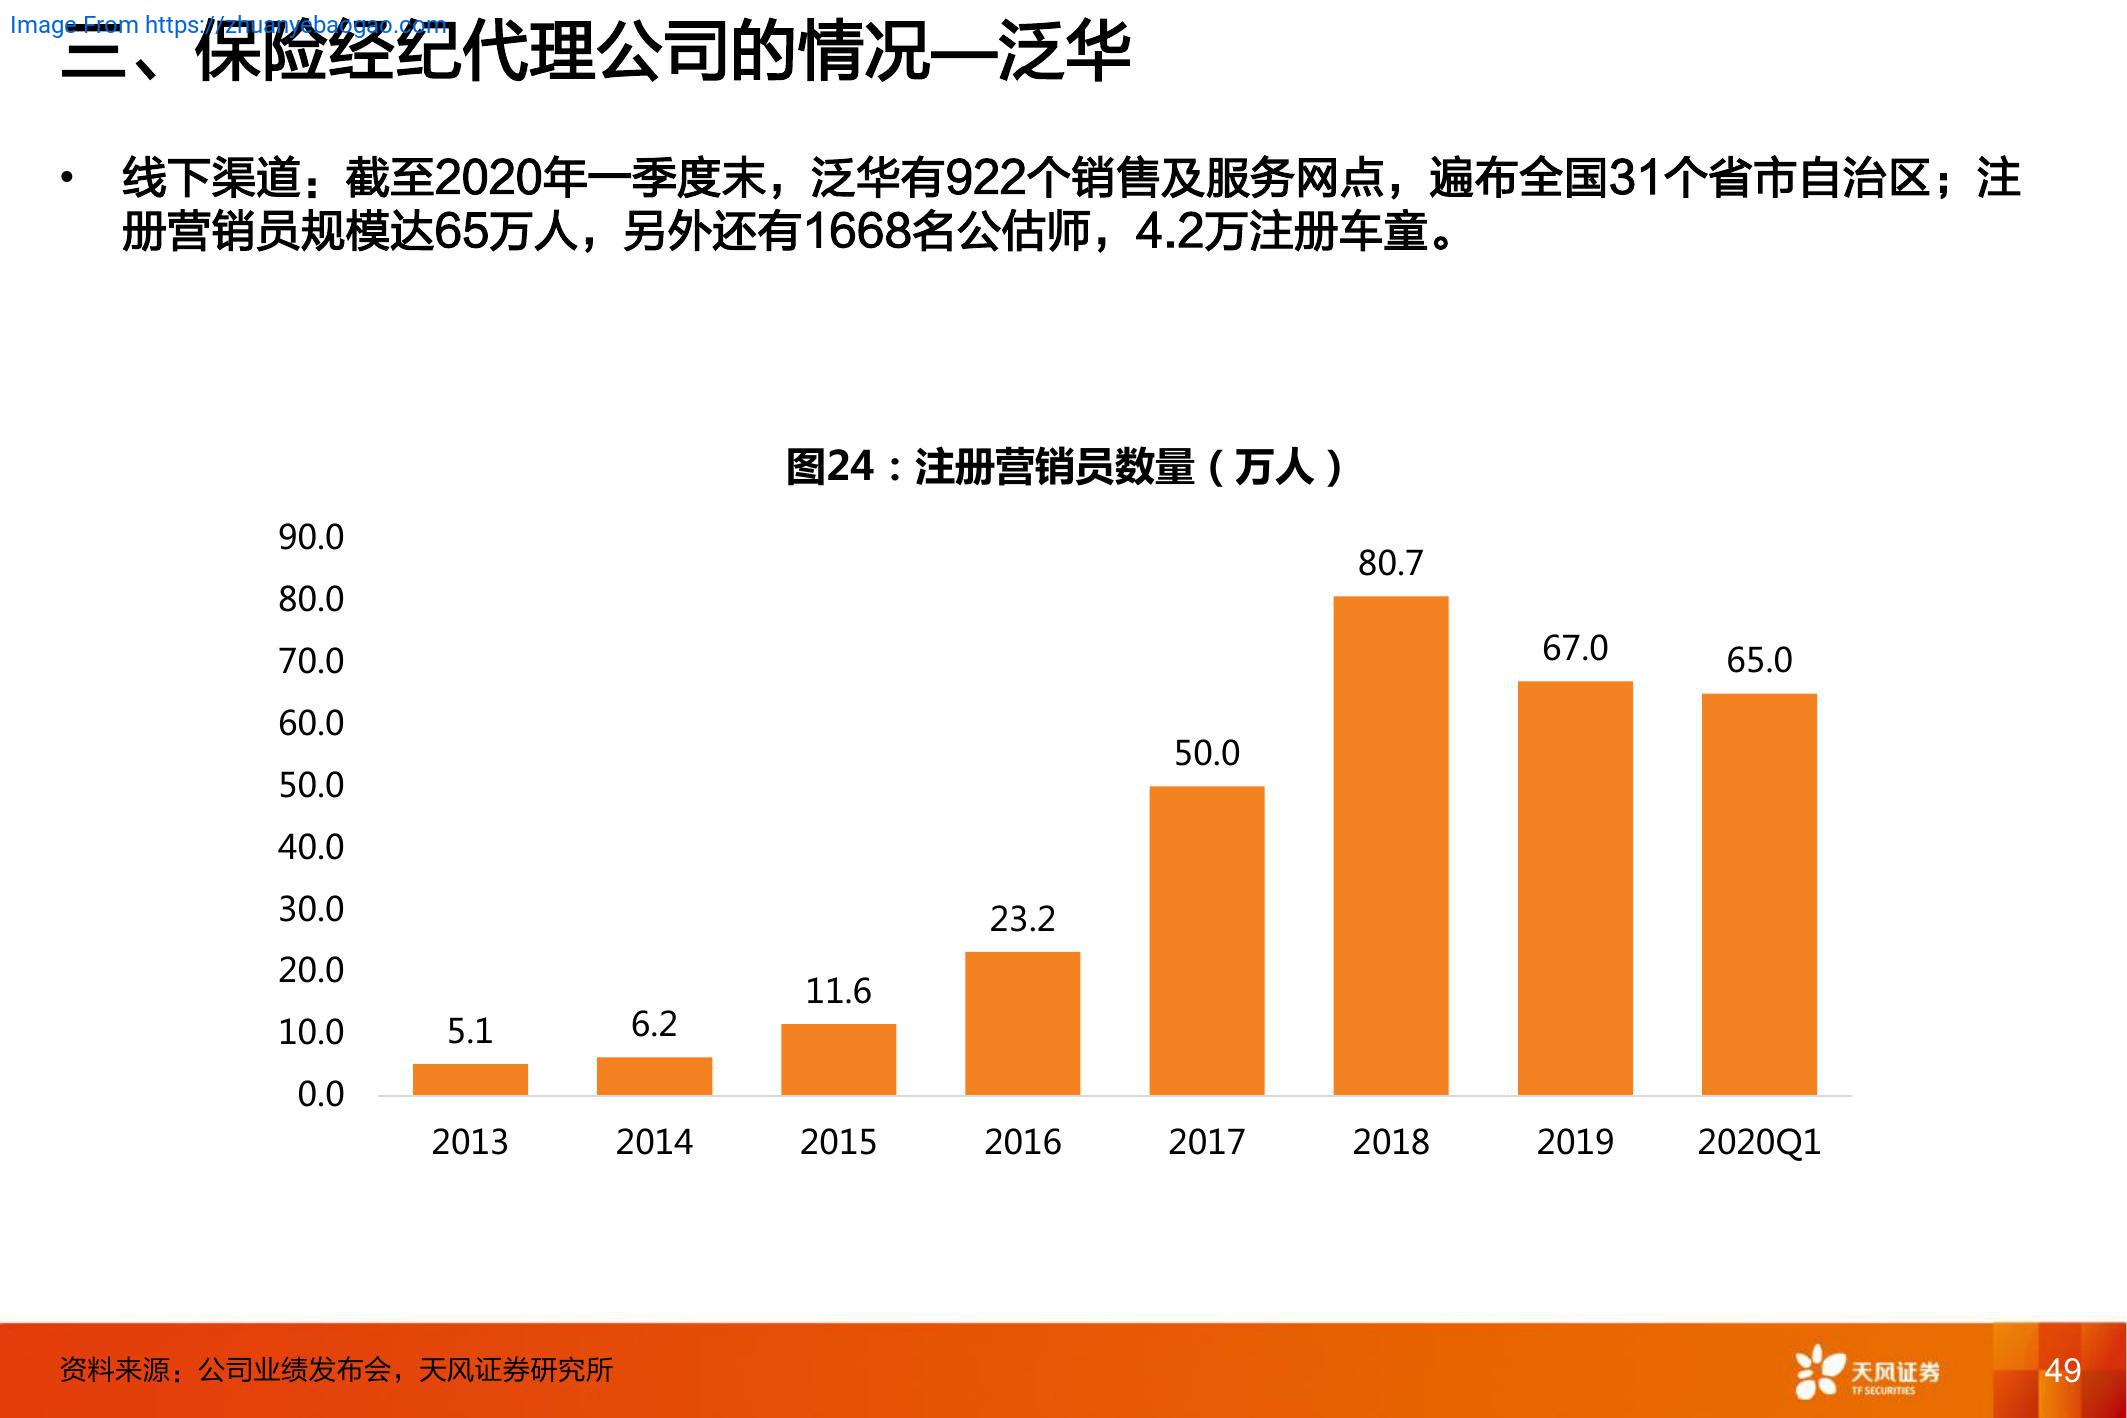 Image From https://zhuanyebaogao.com
三、保险经纪代理公司的情况—泛华
• 线下渠道：截至2020年一季度末，泛华有922个销售及服务网点，遍布全国31个省市自治区；注
册营销员规模达65万人，另外还有1668名公估师，4.2万注册车童。
图24：注册营销员数量（万人）
90.0
80.0
70.0
60.0
50.0
40.0
30.0
20.0
10.0
0.0
5.1
6.2
11.6
23.2
50.0
80.7
67.0
65.0
2013 2014 2015 2016 2017 2018 2019 2020Q1
资料来源：公司业绩发布会，天风证券研究所
天风证券
TF SECURITIES
49